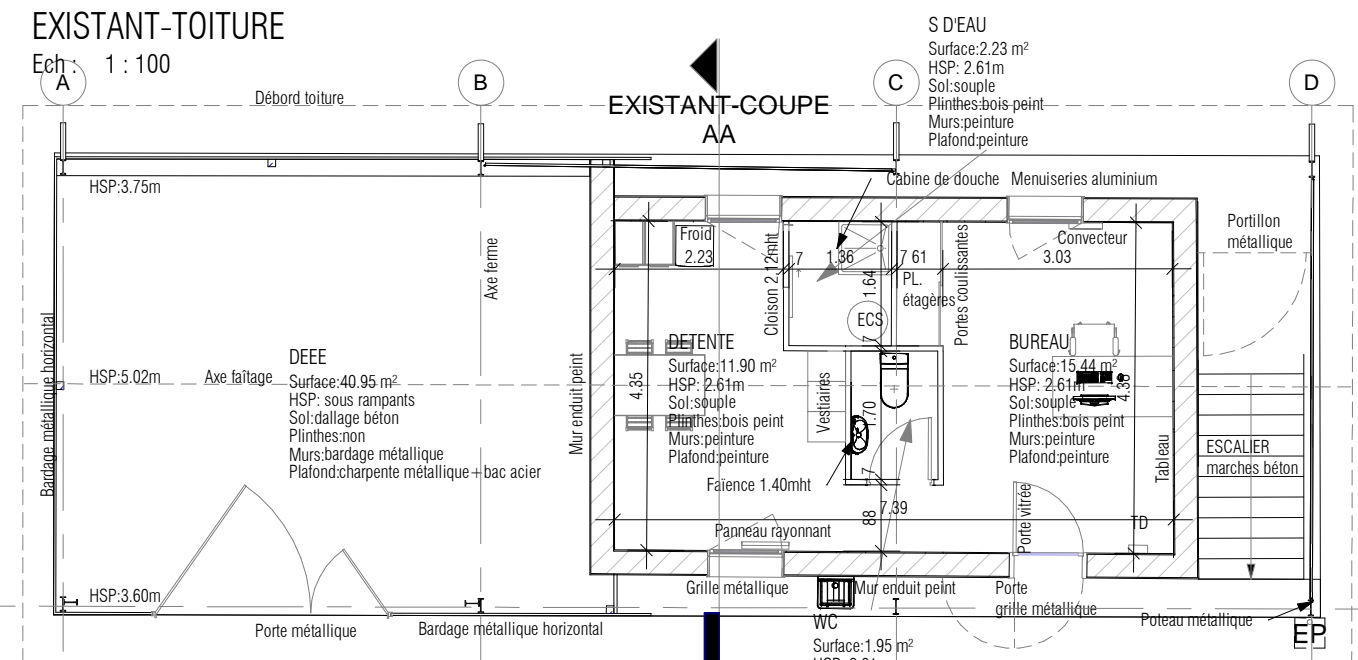 EXISTANT-TOITURE
Ech : 1 : 100
A
B
C
D
Débord toiture
EXISTANT-COUPE
AA
S D'EAU
Surface:2.23 m²
HSP: 2.61m
Sol:souple
Plinthes:bois peint
Murs:peinture
Plafond:peinture
HSP:3.75m
Cabine de douche
Menuiseries aluminium
Portillon
métallique
Froid
2.23
Cloison 2.12mht
7
1.36
7 61
1.64
PL.
étagères
Portes coulissantes
Convecteur
3.03
Axe ferme
ECS
7
Bardage métallique horizontal
HSP:5.02m
Axe faîtage
DEEE
Surface:40.95 m²
HSP: sous rampants
Sol:dallage béton
Plinthes:non
Murs:bardage métallique
Plafond:charpente métallique+bac acier
Mur enduit peint
4.35
DETENTE
Surface:11.90 m²
HSP: 2.61m
Sol:souple
Plinthes:bois peint
Murs:peinture
Plafond:peinture
Vestiaires
1.70
7
BUREAU
Surface:15.44 m²
HSP: 2.61m
Sol:souple
Plinthes:bois peint
Murs:peinture
Plafond:peinture
Tableau
ESCALIER
marches béton
Faïence 1.40mht
88
7.39
Panneau rayonnant
Porte vitrée
TD
HSP:3.60m
Porte métallique
Bardage métallique horizontal
Grille métallique
Mur enduit peint
Porte
grille métallique
Poteau métallique
EP
WC
Surface:1.95 m²